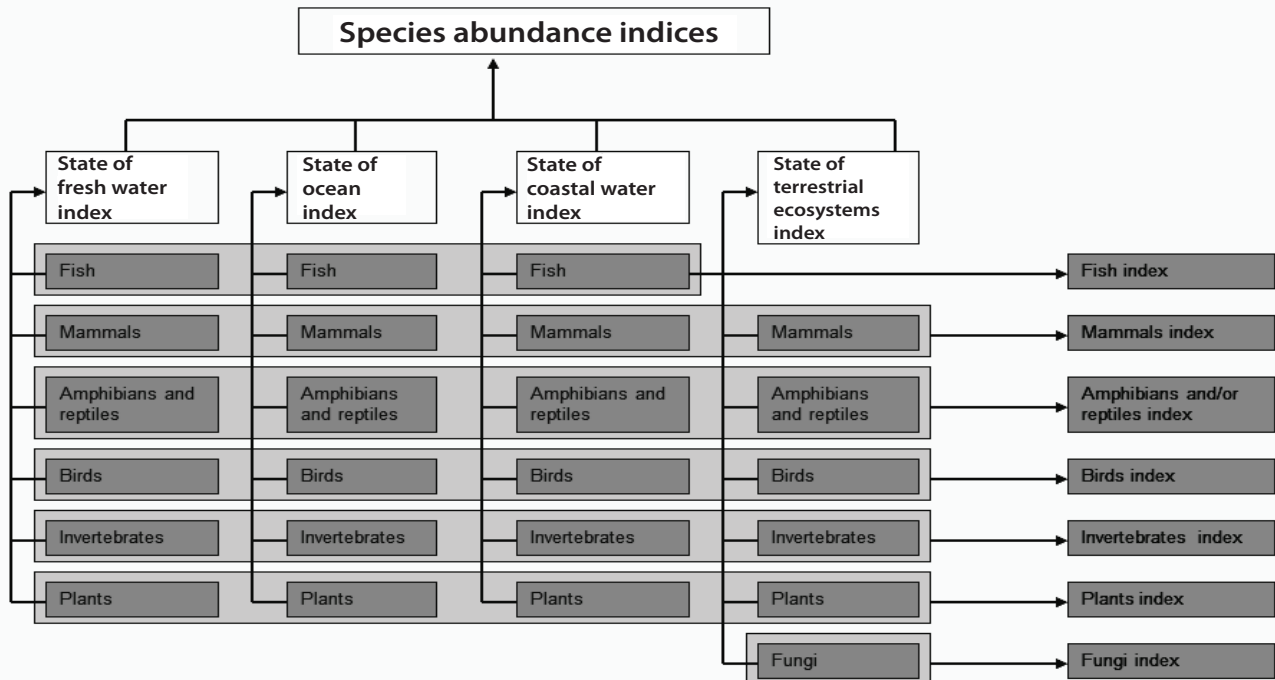 Species abundance indices
State of
fresh water
index
State of
ocean
index
State of
coastal water
index
State of
terrestrial
ecosystems
index
Fish
Fish
Fish
Fish index
Mammals
Mammals
Mammals
Mammals
Mammals index
Amphibians and
reptiles
Amphibians
and reptiles
Amphibians and
reptiles
Amphibians
and reptiles
Amphibians and/or
reptiles index
Birds
Birds
Birds
Birds
Birds index
Invertebrates
Invertebrates
Invertebrates
Invertebrates
Invertebrates index
Plants
Plants
Plants
Plants
Plants index
Fungi
Fungi index